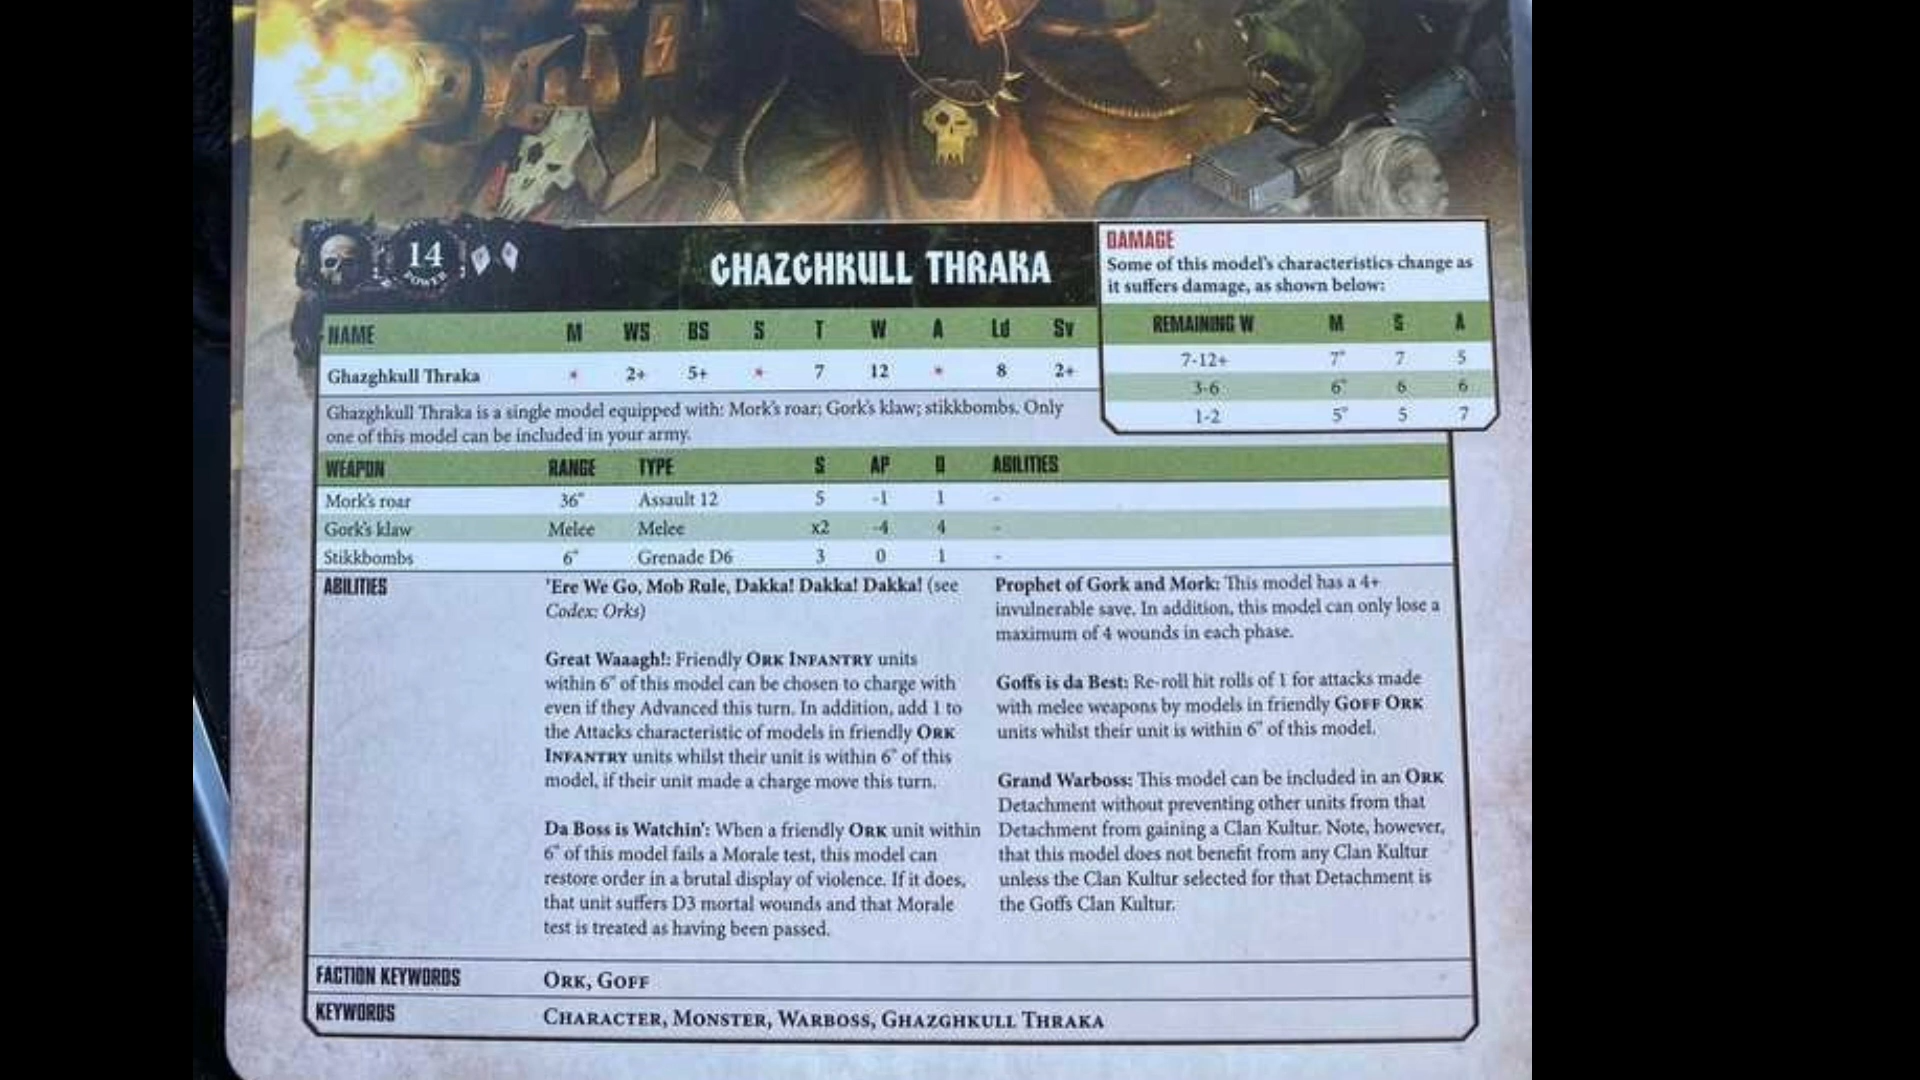 14
POWER
GHAZGHKULL THRAKA
DAMAGE
Some of this model's characteristics change as
it suffers damage, as shown below:
REMAINING W M S A
7-12+ 7" 7 5
3-6 6" 6 6
1-2 5" 5 7
NAME M WS BS S T W A Ld Sv
Ghazghkull Thraka * 2+ 5+ * 7 12 * 8 2+
Ghazghkull Thraka is a single model equipped with: Mork's roar; Gork's klaw; stikkbombs. Only
one of this model can be included in your army.
WEAPON RANGE TYPE S AP D ABILITIES
Mork's roar 36" Assault 12 5 -1 1 -
Gork's klaw Melee Melee x2 -4 4 -
Stikkbombs 6" Grenade D6 3 0 1 -
ABILITIES
'Ere We Go, Mob Rule, Dakka! Dakka! Dakka! (see
Codex: Orks)
Great Waaagh!: Friendly ORK INFANTRY units
within 6" of this model can be chosen to charge with
even if they Advanced this turn. In addition, add 1 to
the Attacks characteristic of models in friendly ORK
INFANTRY units whilst their unit is within 6" of this
model, if their unit made a charge move this turn.
Da Boss is Watchin': When a friendly ORK unit within
6" of this model fails a Morale test, this model can
restore order in a brutal display of violence. If it does,
that unit suffers D3 mortal wounds and that Morale
test is treated as having been passed.
Prophet of Gork and Mork: This model has a 4+
invulnerable save. In addition, this model can only lose a
maximum of 4 wounds in each phase.
Goffs is da Best: Re-roll hit rolls of 1 for attacks made
with melee weapons by models in friendly GOFF ORK
units whilst their unit is within 6" of this model.
Grand Warboss: This model can be included in an ORK
Detachment without preventing other units from that
Detachment from gaining a Clan Kultur. Note, however,
that this model does not benefit from any Clan Kultur
unless the Clan Kultur selected for that Detachment is
the Goffs Clan Kultur.
FACTION KEYWORDS ORK, GOFF
KEYWORDS CHARACTER, MONSTER, WARBOSS, GHAZGHKULL THRAKA